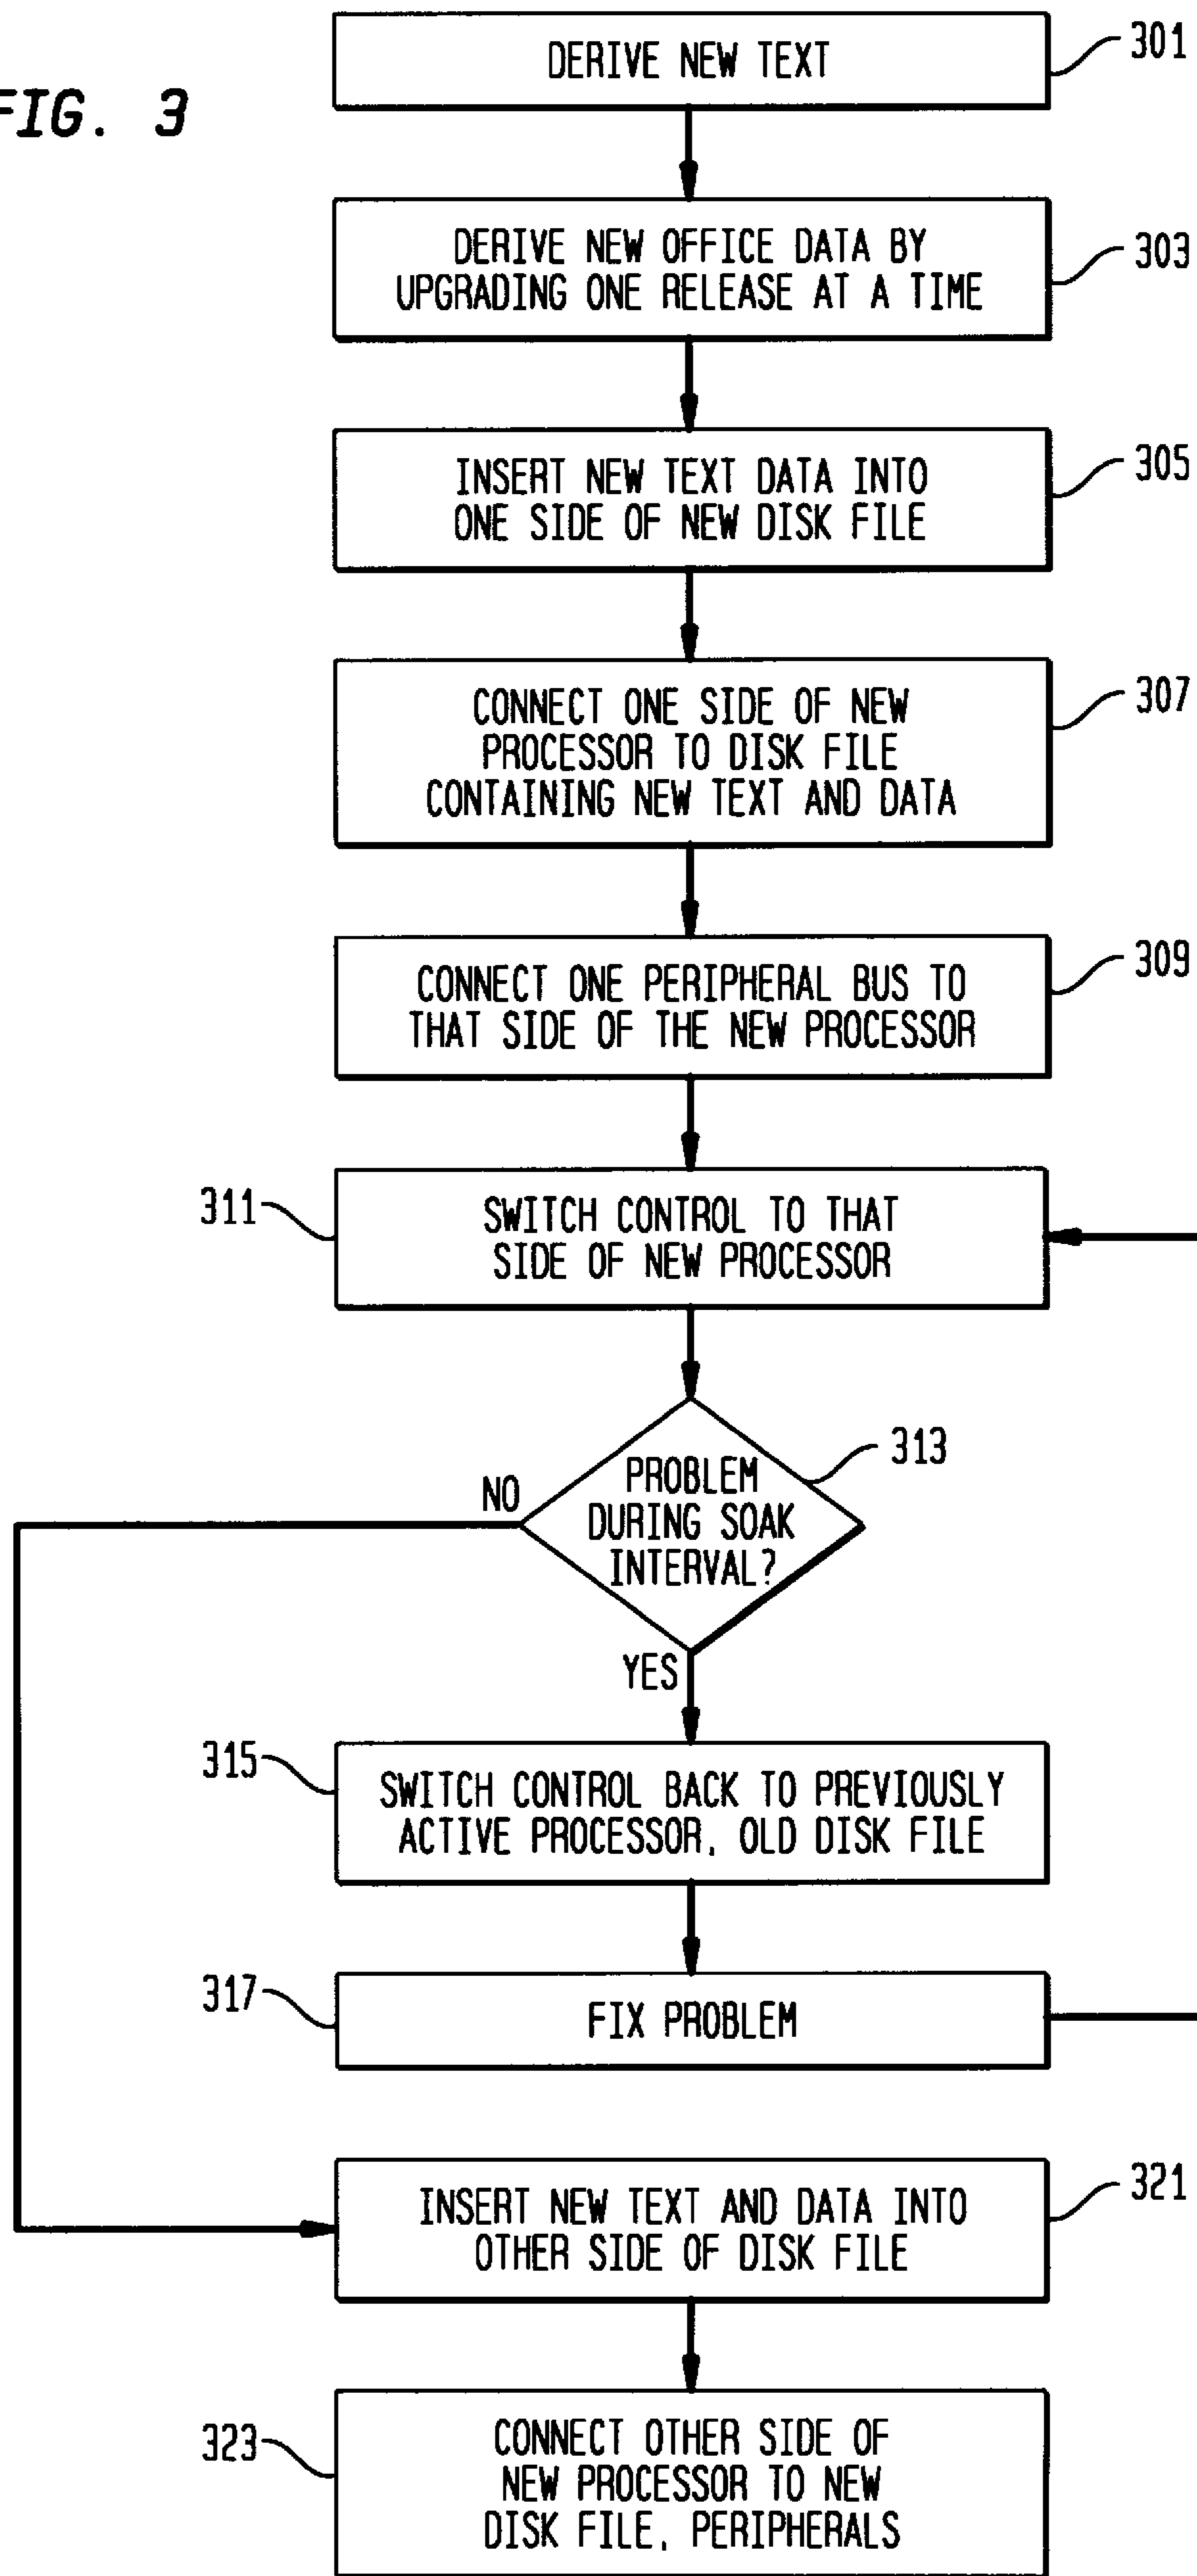 FIG. 3
DERIVE NEW TEXT
301
DERIVE NEW OFFICE DATA BY
UPGRADING ONE RELEASE AT A TIME
303
INSERT NEW TEXT DATA INTO
ONE SIDE OF NEW DISK FILE
305
CONNECT ONE SIDE OF NEW
PROCESSOR TO DISK FILE
CONTAINING NEW TEXT AND DATA
307
CONNECT ONE PERIPHERAL BUS TO
THAT SIDE OF THE NEW PROCESSOR
309
311
SWITCH CONTROL TO THAT
SIDE OF NEW PROCESSOR
313
PROBLEM
DURING SOAK
INTERVAL?
NO
YES
315
SWITCH CONTROL BACK TO PREVIOUSLY
ACTIVE PROCESSOR, OLD DISK FILE
317
FIX PROBLEM
321
INSERT NEW TEXT AND DATA INTO
OTHER SIDE OF DISK FILE
323
CONNECT OTHER SIDE OF
NEW PROCESSOR TO NEW
DISK FILE, PERIPHERALS